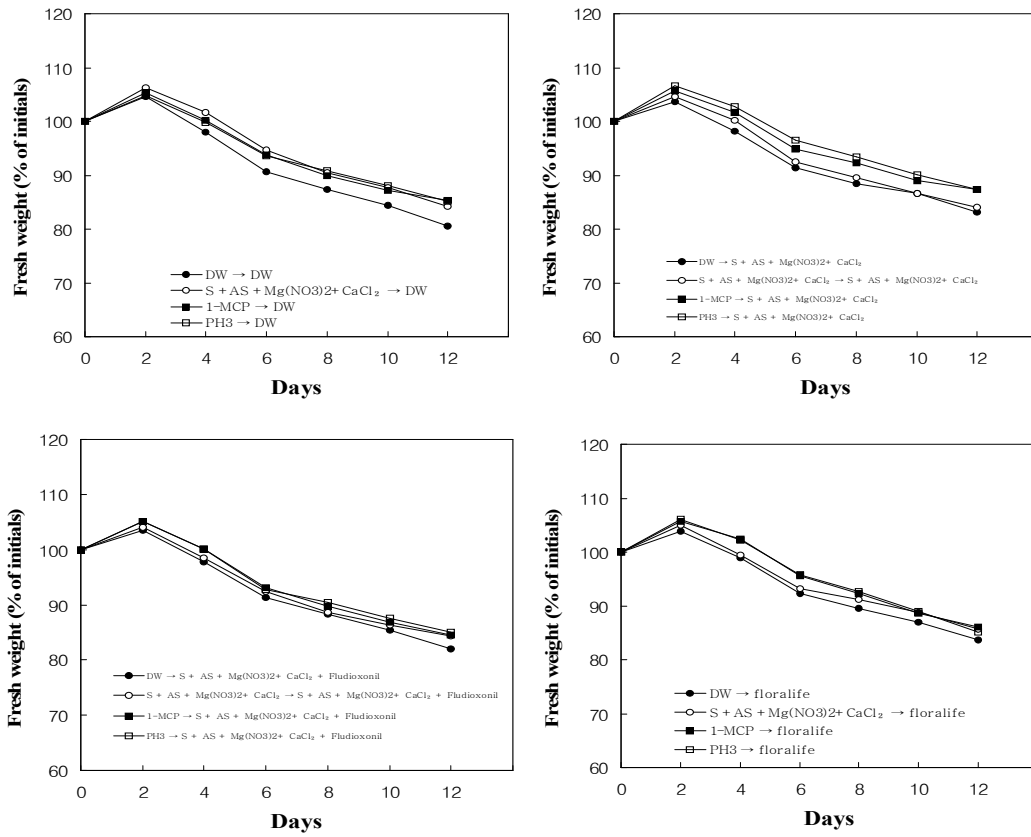 120
110
100
90
80
70
60
Fresh weight (% of initials)
DW → DW
S + AS + Mg(NO3)2+ CaCl₂ → DW
1-MCP → DW
PH3 → DW
0 2 4 6 8 10 12
Days
120
110
100
90
80
70
60
Fresh weight (% of initials)
DW → S + AS + Mg(NO3)2+ CaCl₂
S + AS + Mg(NO3)2+ CaCl₂ → S + AS + Mg(NO3)2+ CaCl₂
1-MCP → S + AS + Mg(NO3)2+ CaCl₂
PH3 → S + AS + Mg(NO3)2+ CaCl₂
0 2 4 6 8 10 12
Days
120
110
100
90
80
70
60
Fresh weight (% of initials)
DW → S + AS + Mg(NO3)2+ CaCl₂ + Fludioxonil
S + AS + Mg(NO3)2+ CaCl₂ → S + AS + Mg(NO3)2+ CaCl₂ + Fludioxonil
1-MCP → S + AS + Mg(NO3)2+ CaCl₂ + Fludioxonil
PH3 → S + AS + Mg(NO3)2+ CaCl₂ + Fludioxonil
0 2 4 6 8 10 12
Days
120
110
100
90
80
70
60
Fresh weight (% of initials)
DW → floralife
S + AS + Mg(NO3)2+ CaCl₂ → floralife
1-MCP → floralife
PH3 → floralife
0 2 4 6 8 10 12
Days